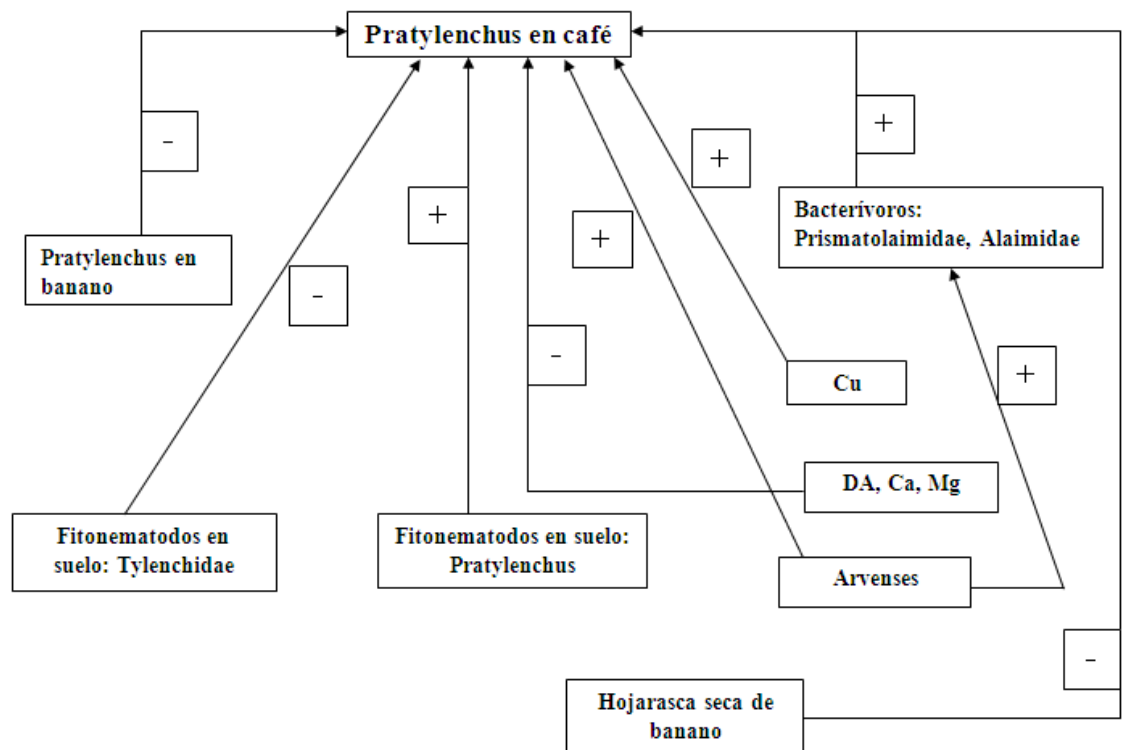 Pratylenchus en café
-
+
+
Bacterívoros:
Prismatolaimidae, Alaimidae
+
+
Pratylenchus en
banano
-
-
+
Cu
DA, Ca, Mg
Fitonematodos en
suelo: Tylenchidae
Fitonematodos en suelo:
Pratylenchus
Arvenses
-
Hojarasca seca de
banano